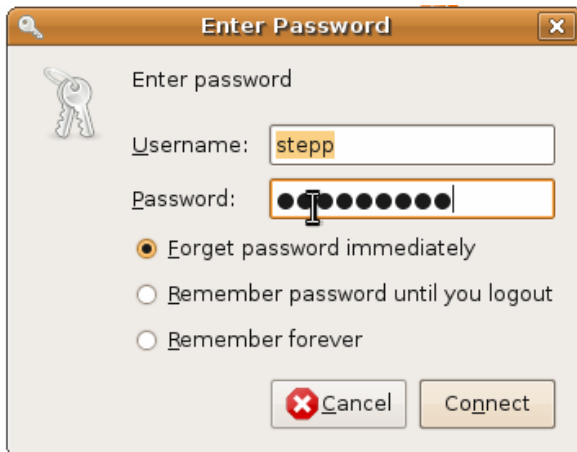 Enter Password
Enter password
Username: stepp
Password: ●●●●●●●●●
Forget password immediately
Remember password until you logout
Remember forever
Cancel Connect